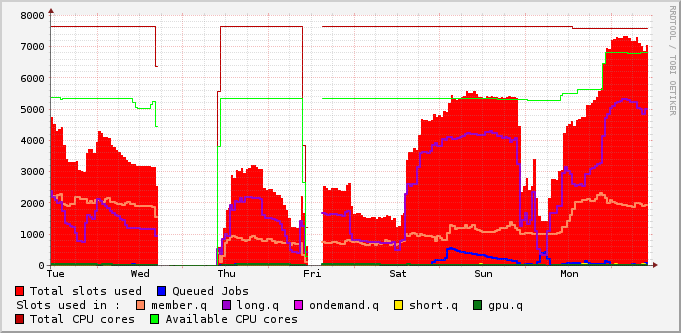 8000
7000
6000
5000
4000
3000
2000
1000
0
Tue Wed Thu Fri Sat Sun Mon
RRDTOOL / TOBI OETIKER
Total slots used Queued Jobs
Slots used in : member.q long.q ondemand.q short.q gpu.q
Total CPU cores Available CPU cores